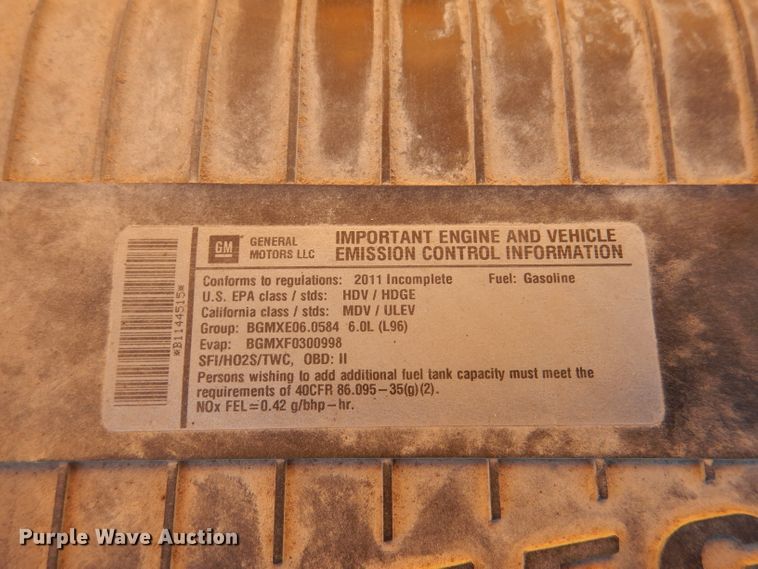 GM
GENERAL
MOTORS LLC
IMPORTANT ENGINE AND VEHICLE
EMISSION CONTROL INFORMATION
Conforms to regulations: 2011 Incomplete Fuel: Gasoline
U.S. EPA class / stds: HDV / HDGE
California class / stds: MDV / ULEV
Group: BGMXE06.0584 6.0L (L96)
Evap: BGMXF0300998
SFI/HO2S/TWC, OBD: II
Persons wishing to add additional fuel tank capacity must meet the
requirements of 40CFR 86.095-35(g)(2).
NOx FEL=0.42 g/bhp-hr.
*B1144515*
Purple Wave Auction